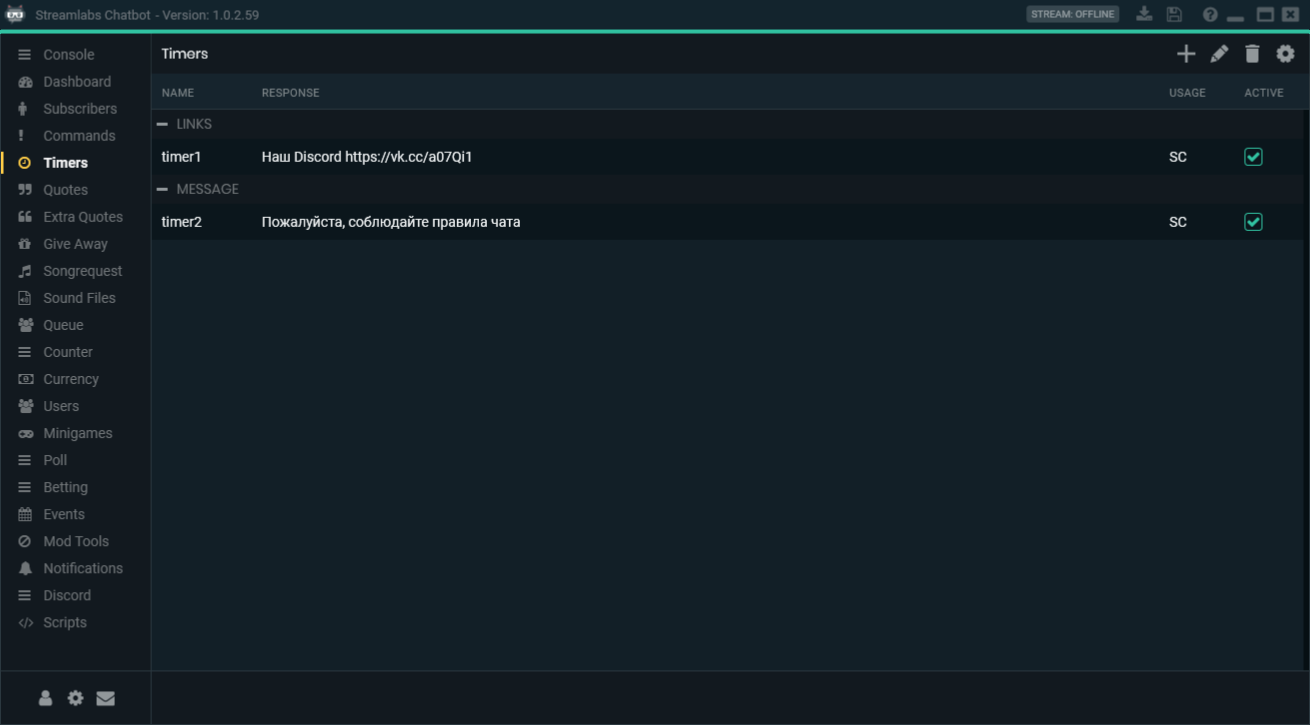 Streamlabs Chatbot - Version: 1.0.2.59
STREAM: OFFLINE
Console
Dashboard
Subscribers
Commands
Timers
Quotes
Extra Quotes
Give Away
Songrequest
Sound Files
Queue
Counter
Currency
Users
Minigames
Poll
Betting
Events
Mod Tools
Notifications
Discord
Scripts
Timers
NAME RESPONSE USAGE ACTIVE
LINKS
timer1 Наш Discord https://vk.cc/a07Qi1 SC
MESSAGE
timer2 Пожалуйста, соблюдайте правила чата SC